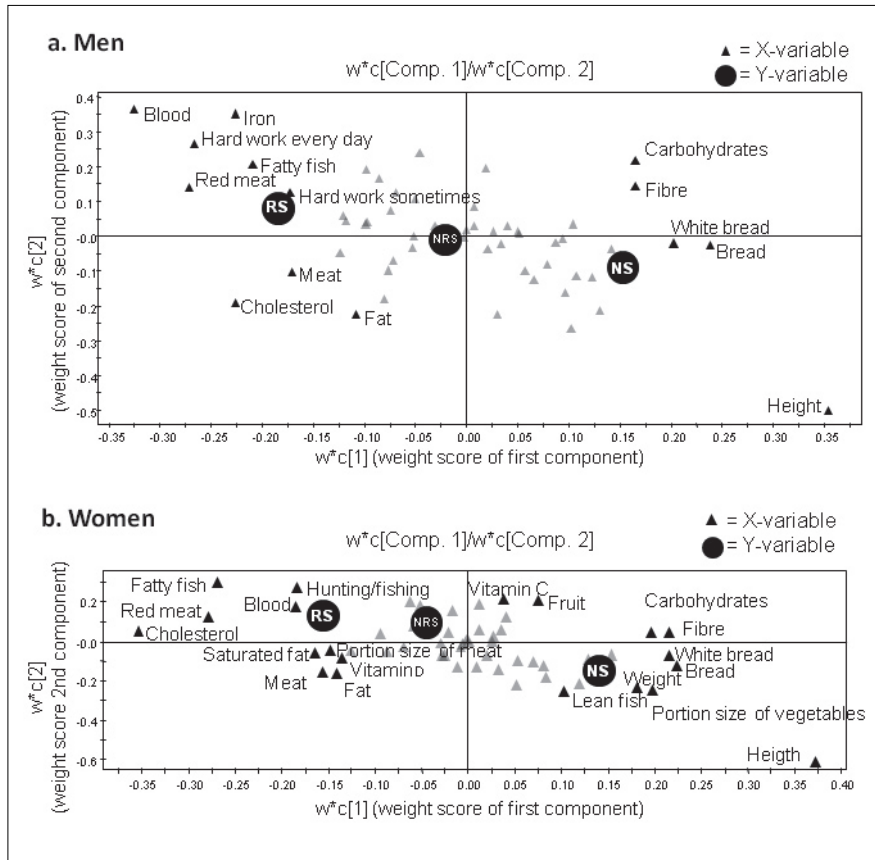 a. Men
w*c[Comp. 1]/w*c[Comp. 2]
▲ = X-variable
● = Y-variable
w*c[2]
(weight score of second component)
0.4
0.3
0.2
0.1
-0.0
-0.1
-0.2
-0.3
-0.4
-0.5
Blood
Iron
Hard work every day
Fatty fish
Red meat
Hard work sometimes
RS
NRS
NS
Carbohydrates
Fibre
White bread
Bread
Meat
Cholesterol
Fat
Height
-0.35 -0.30 -0.25 -0.20 -0.15 -0.10 -0.05 0.00 0.05 0.10 0.15 0.20 0.25 0.30 0.35
w*c[1] (weight score of first component)
b. Women
w*c[Comp. 1]/w*c[Comp. 2]
▲ = X-variable
● = Y-variable
w*c[2]
(weight score 2nd component)
0.2
-0.0
-0.2
-0.4
-0.6
Fatty fish
Hunting/fishing
Vitamin C
Red meat
Blood
RS
NRS
Fruit
Carbohydrates
Cholesterol
Fibre
Saturated fat
Portion size of meat
White bread
Vitamin D
Bread
Meat
Fat
NS
Weight
Lean fish
Portion size of vegetables
Heigth
-0.35 -0.30 -0.25 -0.20 -0.15 -0.10 -0.05 -0.00 0.05 0.10 0.15 0.20 0.25 0.30 0.35 0.40
w*c[1] (weight score of first component)